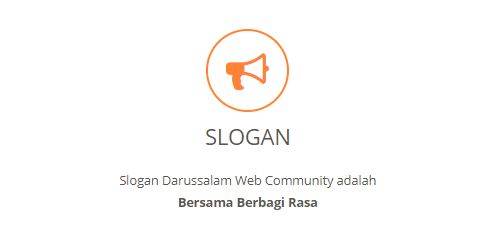 SLOGAN
Slogan Darussalam Web Community adalah
Bersama Berbagi Rasa